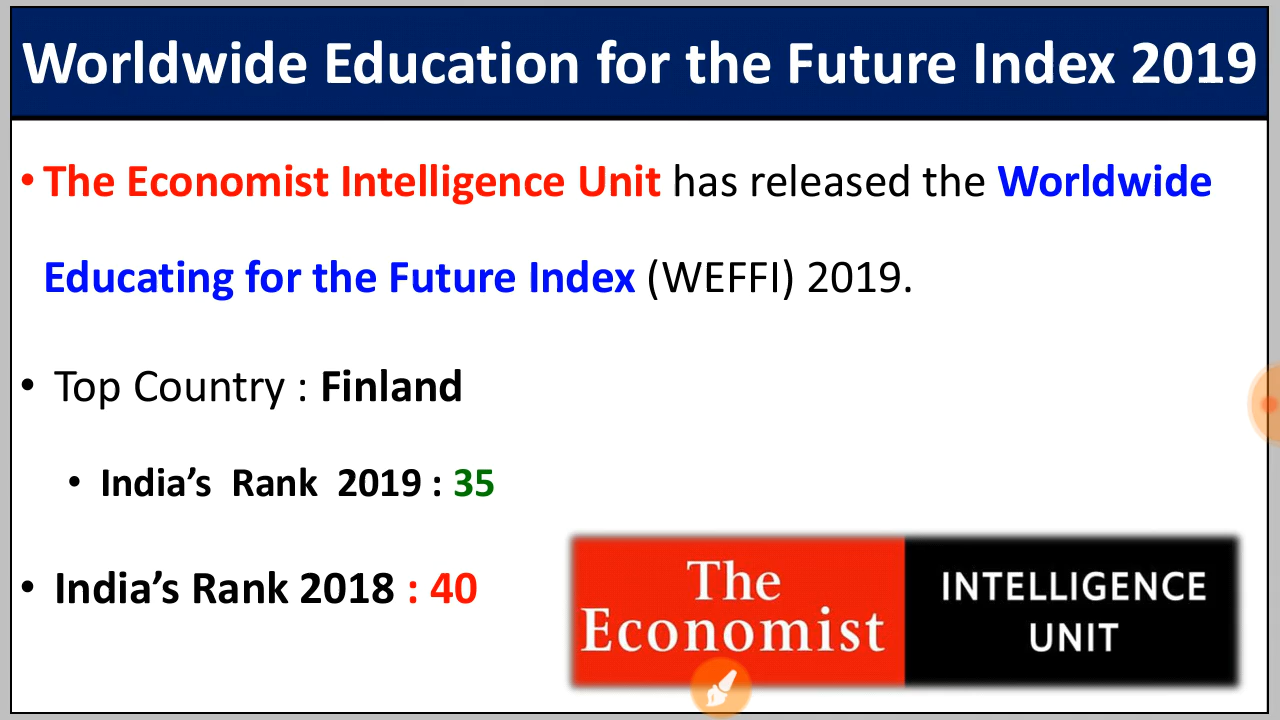 Worldwide Education for the Future Index 2019
• The Economist Intelligence Unit has released the Worldwide
Educating for the Future Index (WEFFI) 2019.
• Top Country : Finland
• India’s Rank 2019 : 35
• India’s Rank 2018 : 40
The
Economist
INTELLIGENCE
UNIT